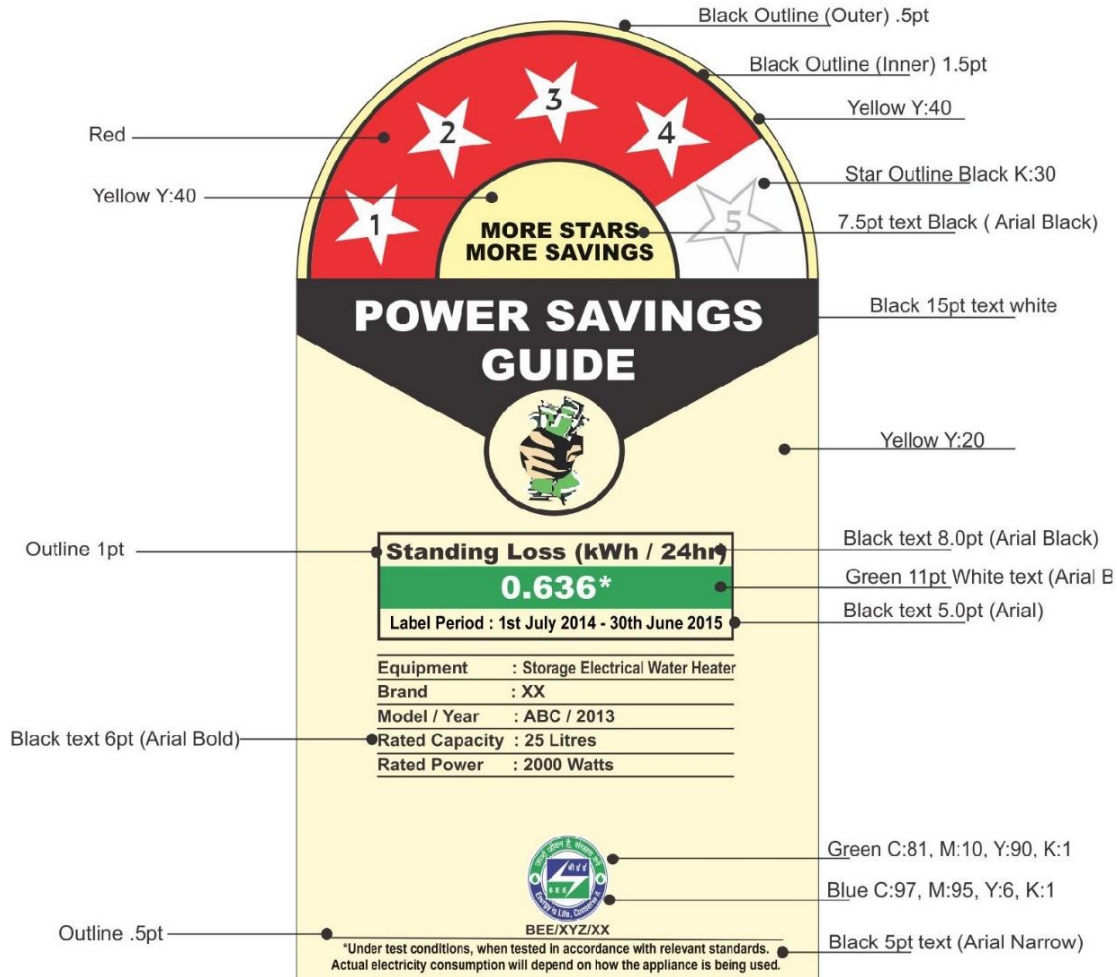 Black Outline (Outer) .5pt
Black Outline (Inner) 1.5pt
Yellow Y:40
Red
Star Outline Black K:30
Yellow Y:40
7.5pt text Black ( Arial Black)
1
2
3
4
5
MORE STARS
MORE SAVINGS
Black 15pt text white
POWER SAVINGS
GUIDE
Yellow Y:20
Outline 1pt
Standing Loss (kWh / 24hr)
Black text 8.0pt (Arial Black)
0.636*
Green 11pt White text (Arial B
Label Period : 1st July 2014 - 30th June 2015
Black text 5.0pt (Arial)
Equipment : Storage Electrical Water Heater
Brand : XX
Model / Year : ABC / 2013
Black text 6pt (Arial Bold)
Rated Capacity : 25 Litres
Rated Power : 2000 Watts
Green C:81, M:10, Y:90, K:1
बी ई ई
BEE
Energy is Life, Conserve it
Blue C:97, M:95, Y:6, K:1
BEE/XYZ/XX
Outline .5pt
*Under test conditions, when tested in accordance with relevant standards.
Actual electricity consumption will depend on how the appliance is being used.
Black 5pt text (Arial Narrow)